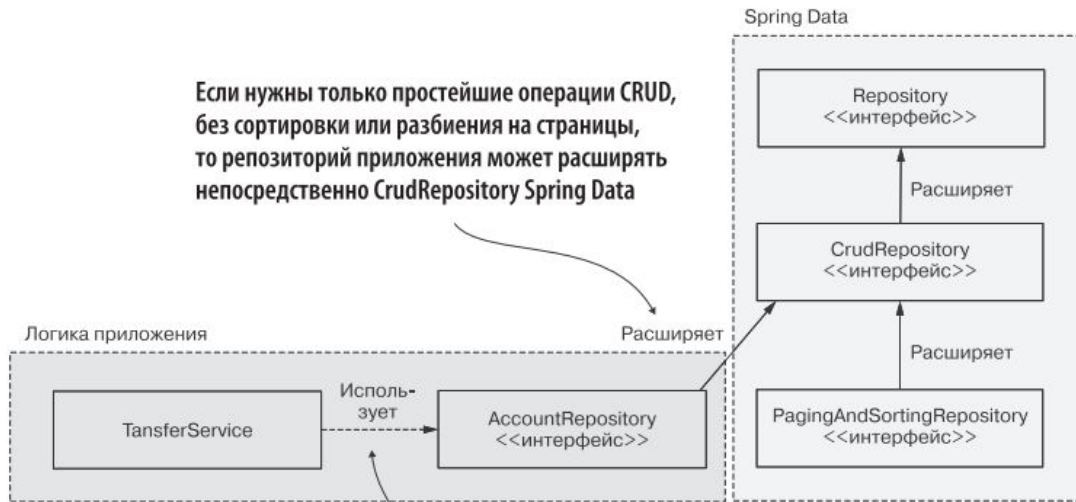 Spring Data
Если нужны только простейшие операции CRUD,
без сортировки или разбиения на страницы,
то репозиторий приложения может расширять
непосредственно CrudRepository Spring Data
Repository
<<интерфейс>>
Расширяет
CrudRepository
<<интерфейс>>
Логика приложения
Расширяет
Расширяет
Исполь-
зует
TansferService
AccountRepository
<<интерфейс>>
PagingAndSortingRepository
<<интерфейс>>